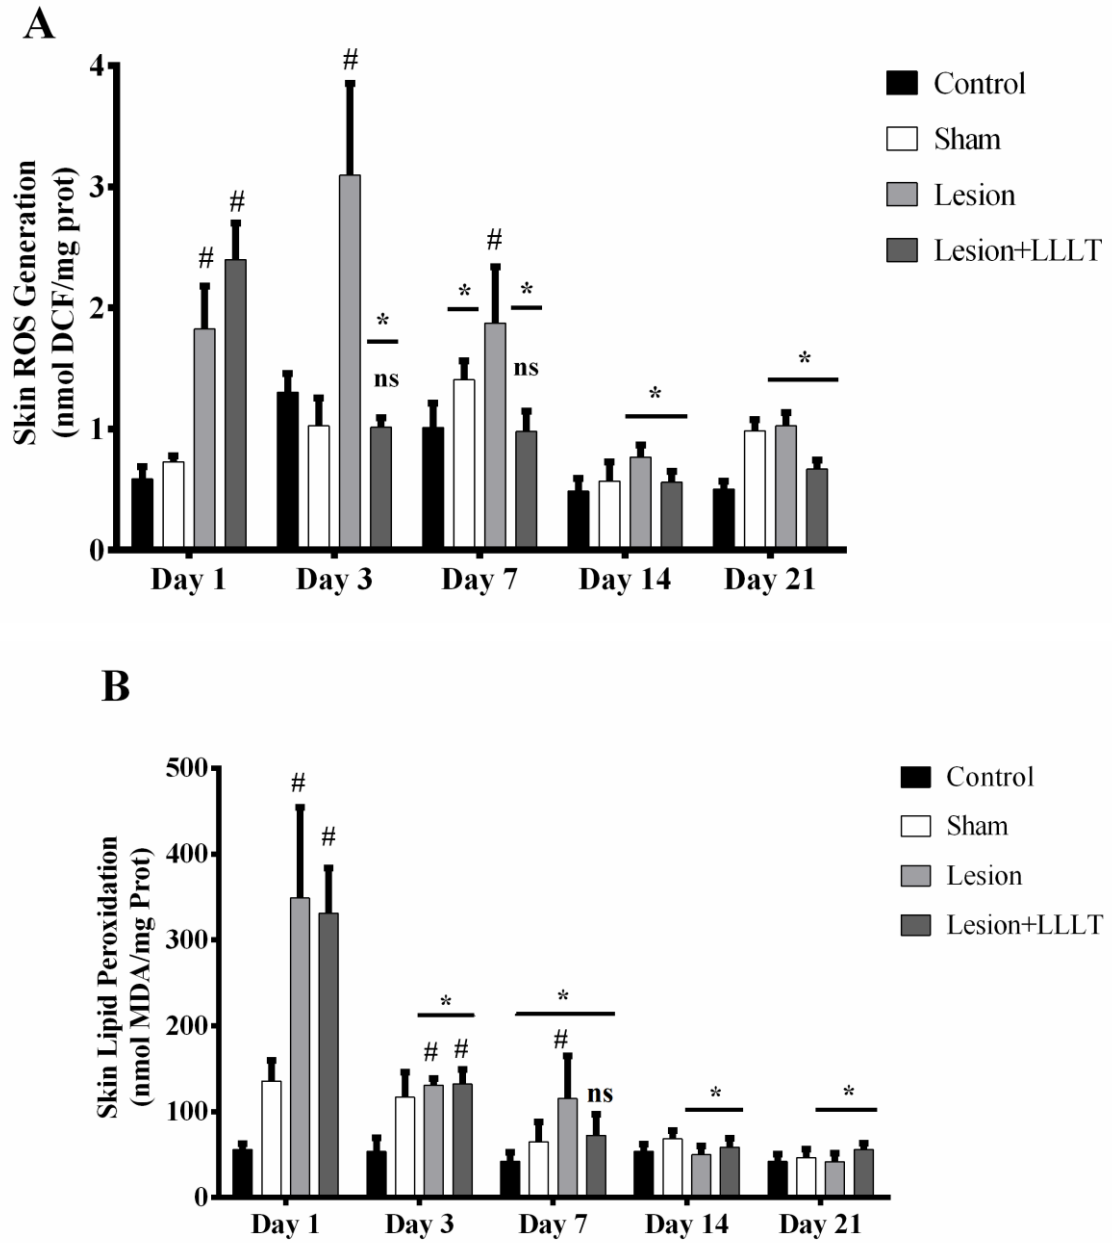 A
Skin ROS Generation
(nmol DCF/mg prot)
4
3
2
1
0
#
#
#
*
ns
*
#
*
ns
*
*
Day 1
Day 3
Day 7
Day 14
Day 21
Control
Sham
Lesion
Lesion+LLLT
B
Skin Lipid Peroxidation
(nmol MDA/mg Prot)
500
400
300
200
100
0
#
#
*
#
#
*
#
ns
*
*
Day 1
Day 3
Day 7
Day 14
Day 21
Control
Sham
Lesion
Lesion+LLLT